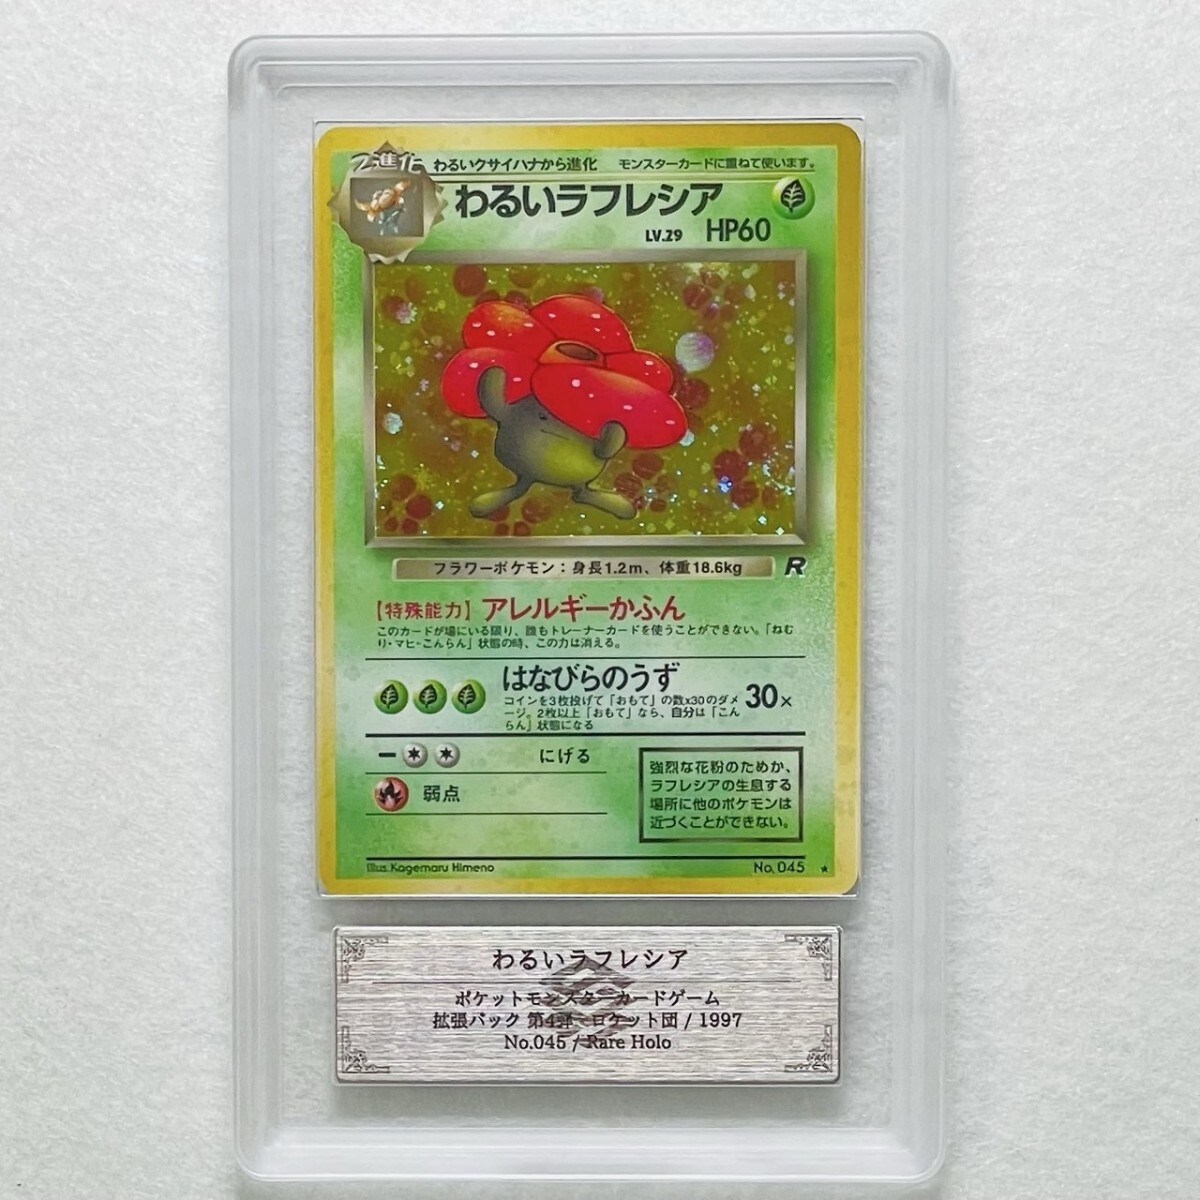 2進化 わるいクサイハナから進化 モンスターカードに重ねて使います。
わるいラフレシア
LV.29 HP60
フラワーポケモン：身長1.2m、体重18.6kg R
【特殊能力】アレルギーかふん
このカードが場にいる限り、誰もトレーナーカードを使うことができない。「ねむ
り・マヒ・こんらん」状態の時、この力は消える。
はなびらのうず
コインを3枚投げて「おもて」の数x30のダメ
ージ。2枚以上「おもて」なら、自分は「こん
らん」状態になる
30×
にげる
弱点
強烈な花粉のためか、
ラフレシアの生息する
場所に他のポケモンは
近づくことができない。
Illus. Kagemaru Himeno No. 045 ★
わるいラフレシア
ポケットモンスターカードゲーム
拡張パック 第4弾 ロケット団 / 1997
No.045 / Rare Holo